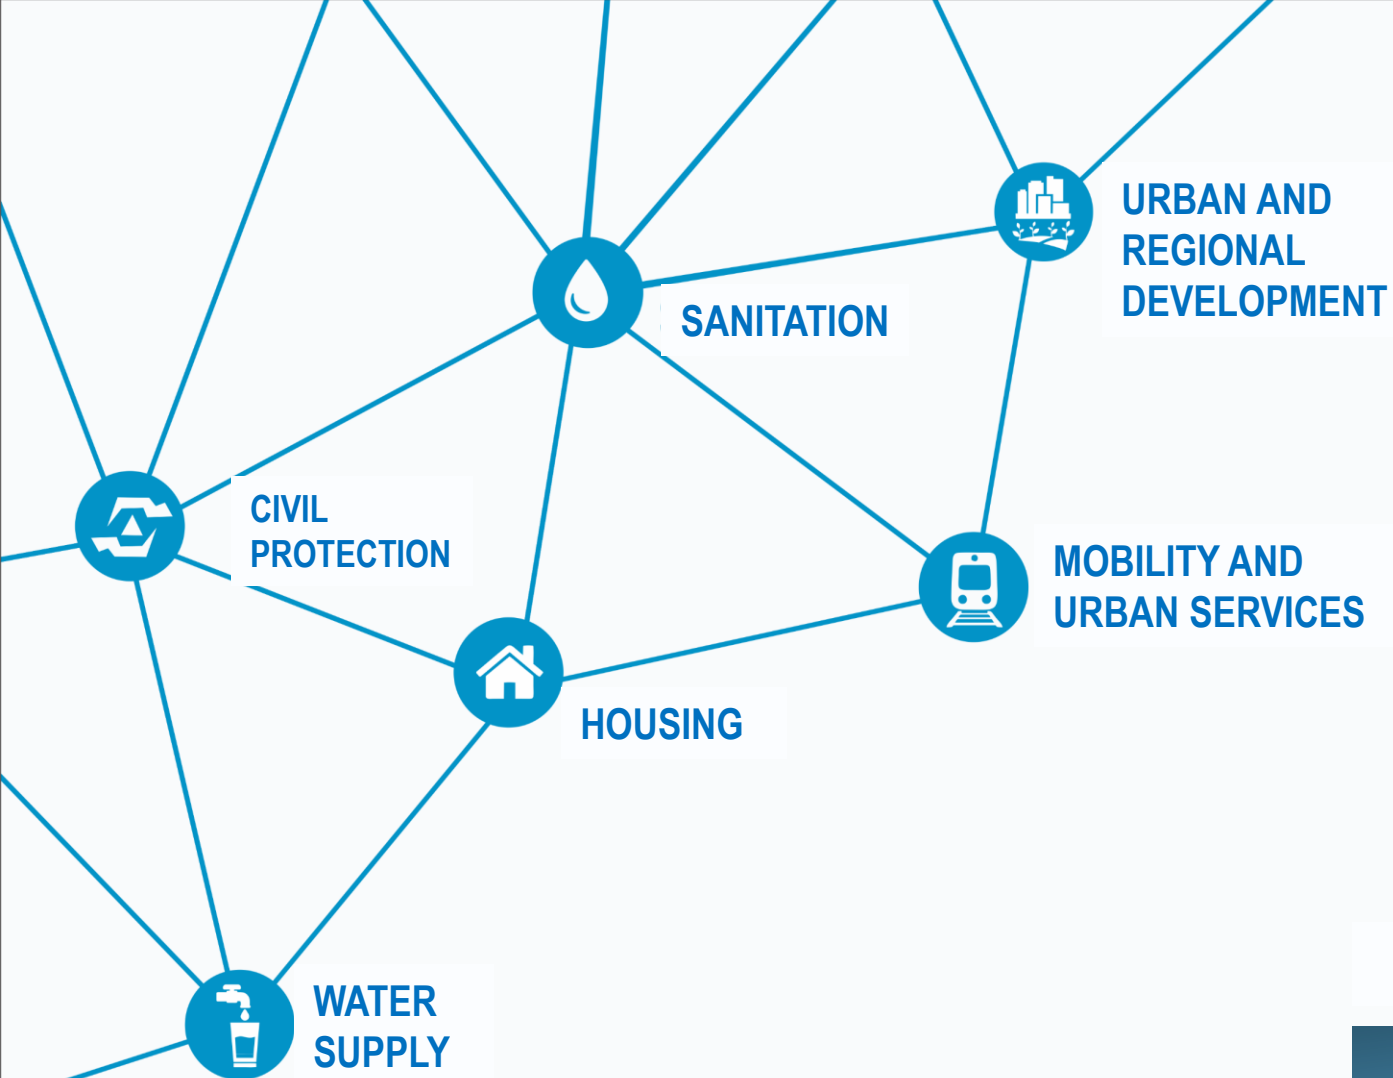 URBAN AND
REGIONAL
DEVELOPMENT
SANITATION
CIVIL
PROTECTION
MOBILITY AND
URBAN SERVICES
HOUSING
WATER
SUPPLY